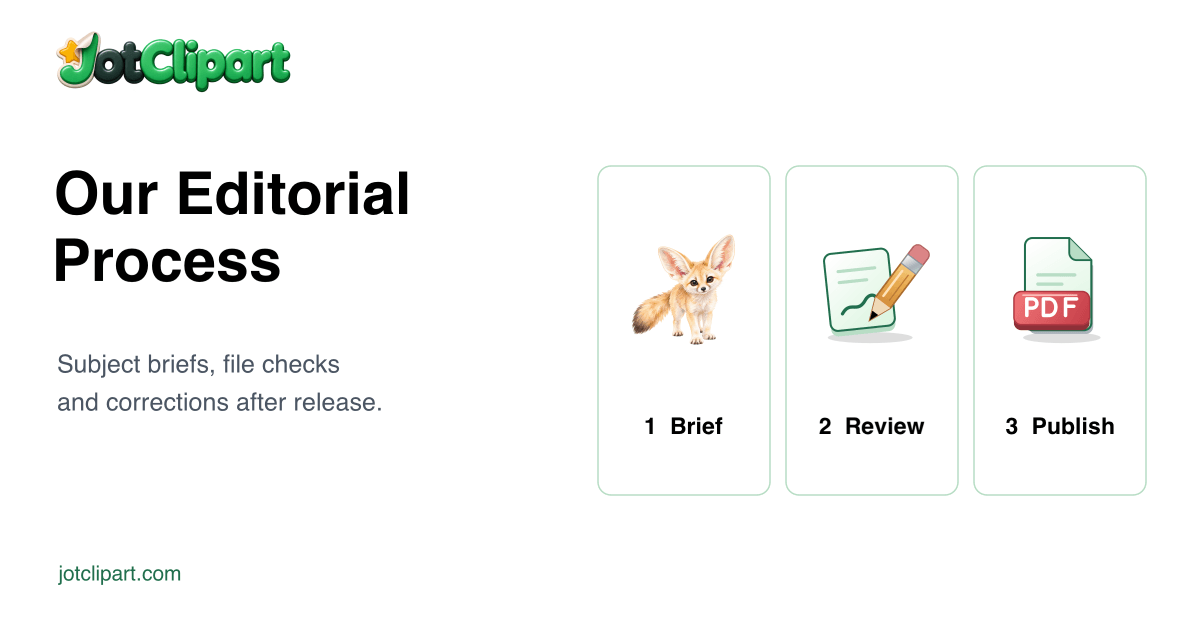 JotClipart
Our Editorial
Process
Subject briefs, file checks
and corrections after release.
PDF
1 Brief
2 Review
3 Publish
jotclipart.com